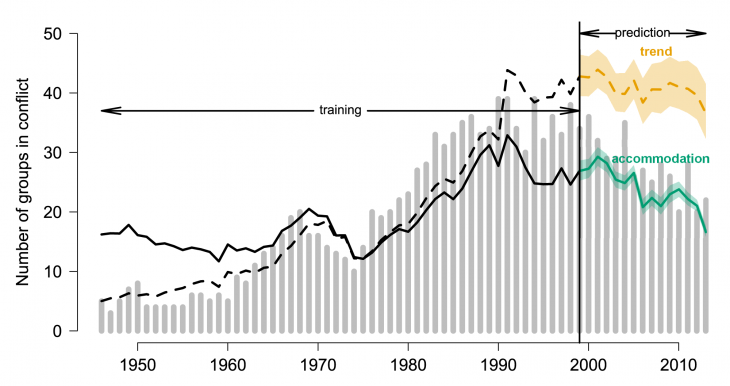 50
prediction
trend
40
training
30
accommodation
20
10
0
Number of groups in conflict
1950
1960
1970
1980
1990
2000
2010